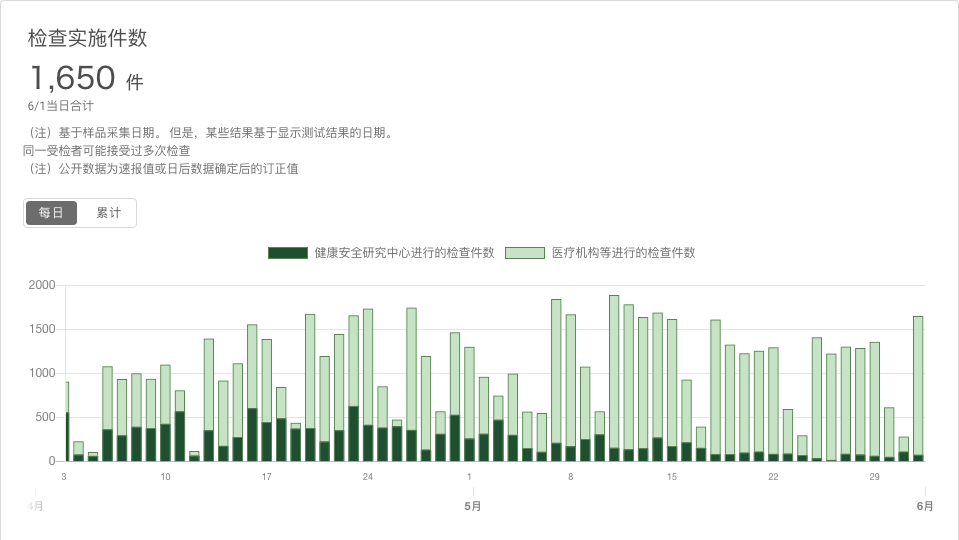 检查实施件数
1,650 件
6/1当日合计
（注）基于样品采集日期。 但是，某些结果基于显示测试结果的日期。
同一受检者可能接受过多次检查
（注）公开数据为速报值或日后数据确定后的订正值
每日 累计
健康安全研究中心进行的检查件数 医疗机构等进行的检查件数
2000
1500
1000
500
0
3 10 17 24 1 8 15 22 29
4月 5月 6月